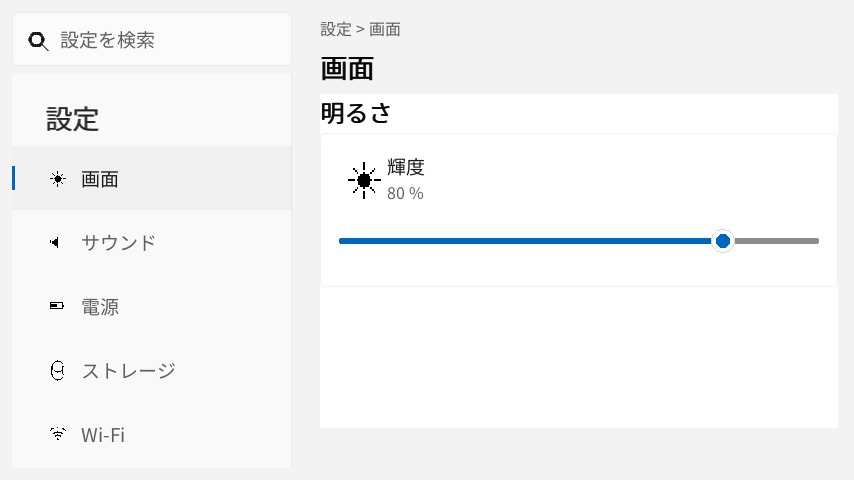 設定を検索
設定
画面
サウンド
電源
ストレージ
Wi-Fi
設定 > 画面
画面
明るさ
輝度
80 %